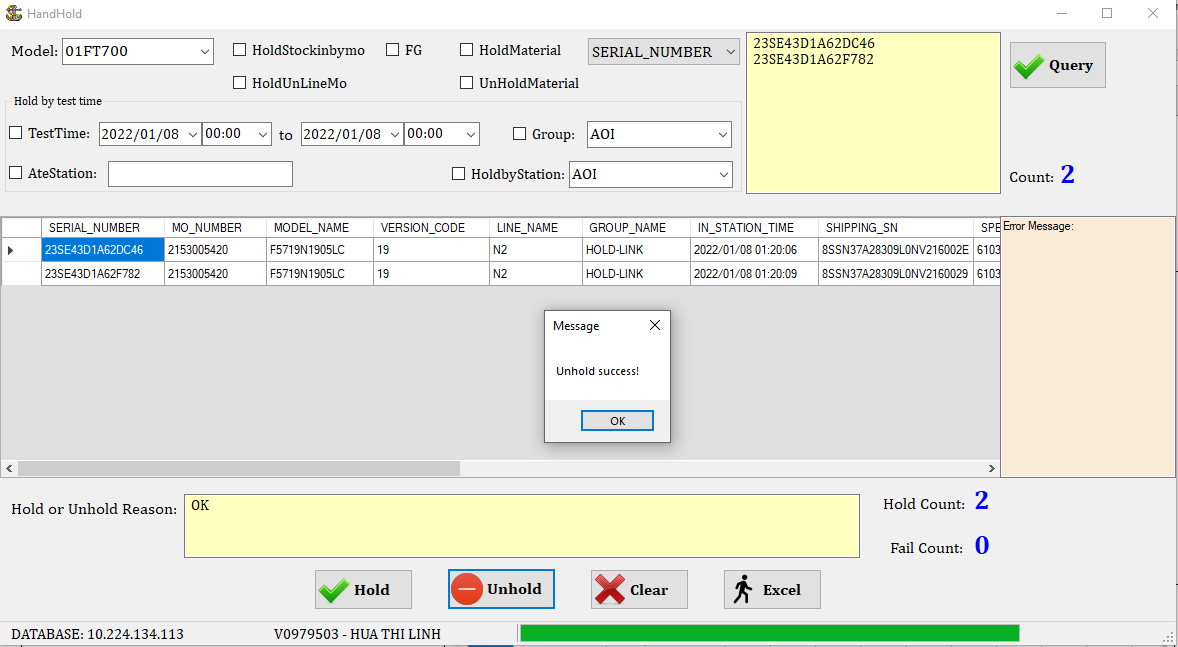 HandHold
Model: 01FT700 HoldStockinbymo FG HoldMaterial SERIAL_NUMBER
HoldUnLineMo UnHoldMaterial
23SE43D1A62DC46
23SE43D1A62F782
Query
Hold by test time
TestTime: 2022/01/08 00:00 to 2022/01/08 00:00 Group: AOI
AteStation: HoldbyStation: AOI
Count: 2
SERIAL_NUMBER MO_NUMBER MODEL_NAME VERSION_CODE LINE_NAME GROUP_NAME IN_STATION_TIME SHIPPING_SN SPE
23SE43D1A62DC46 2153005420 F5719N1905LC 19 N2 HOLD-LINK 2022/01/08 01:20:06 8SSN37A28309L0NV216002E 6103
23SE43D1A62F782 2153005420 F5719N1905LC 19 N2 HOLD-LINK 2022/01/08 01:20:09 8SSN37A28309L0NV2160029 6103
Error Message:
Message
Unhold success!
OK
Hold or Unhold Reason: OK
Hold Count: 2
Fail Count: 0
Hold Unhold Clear Excel
DATABASE: 10.224.134.113 V0979503 - HUA THI LINH